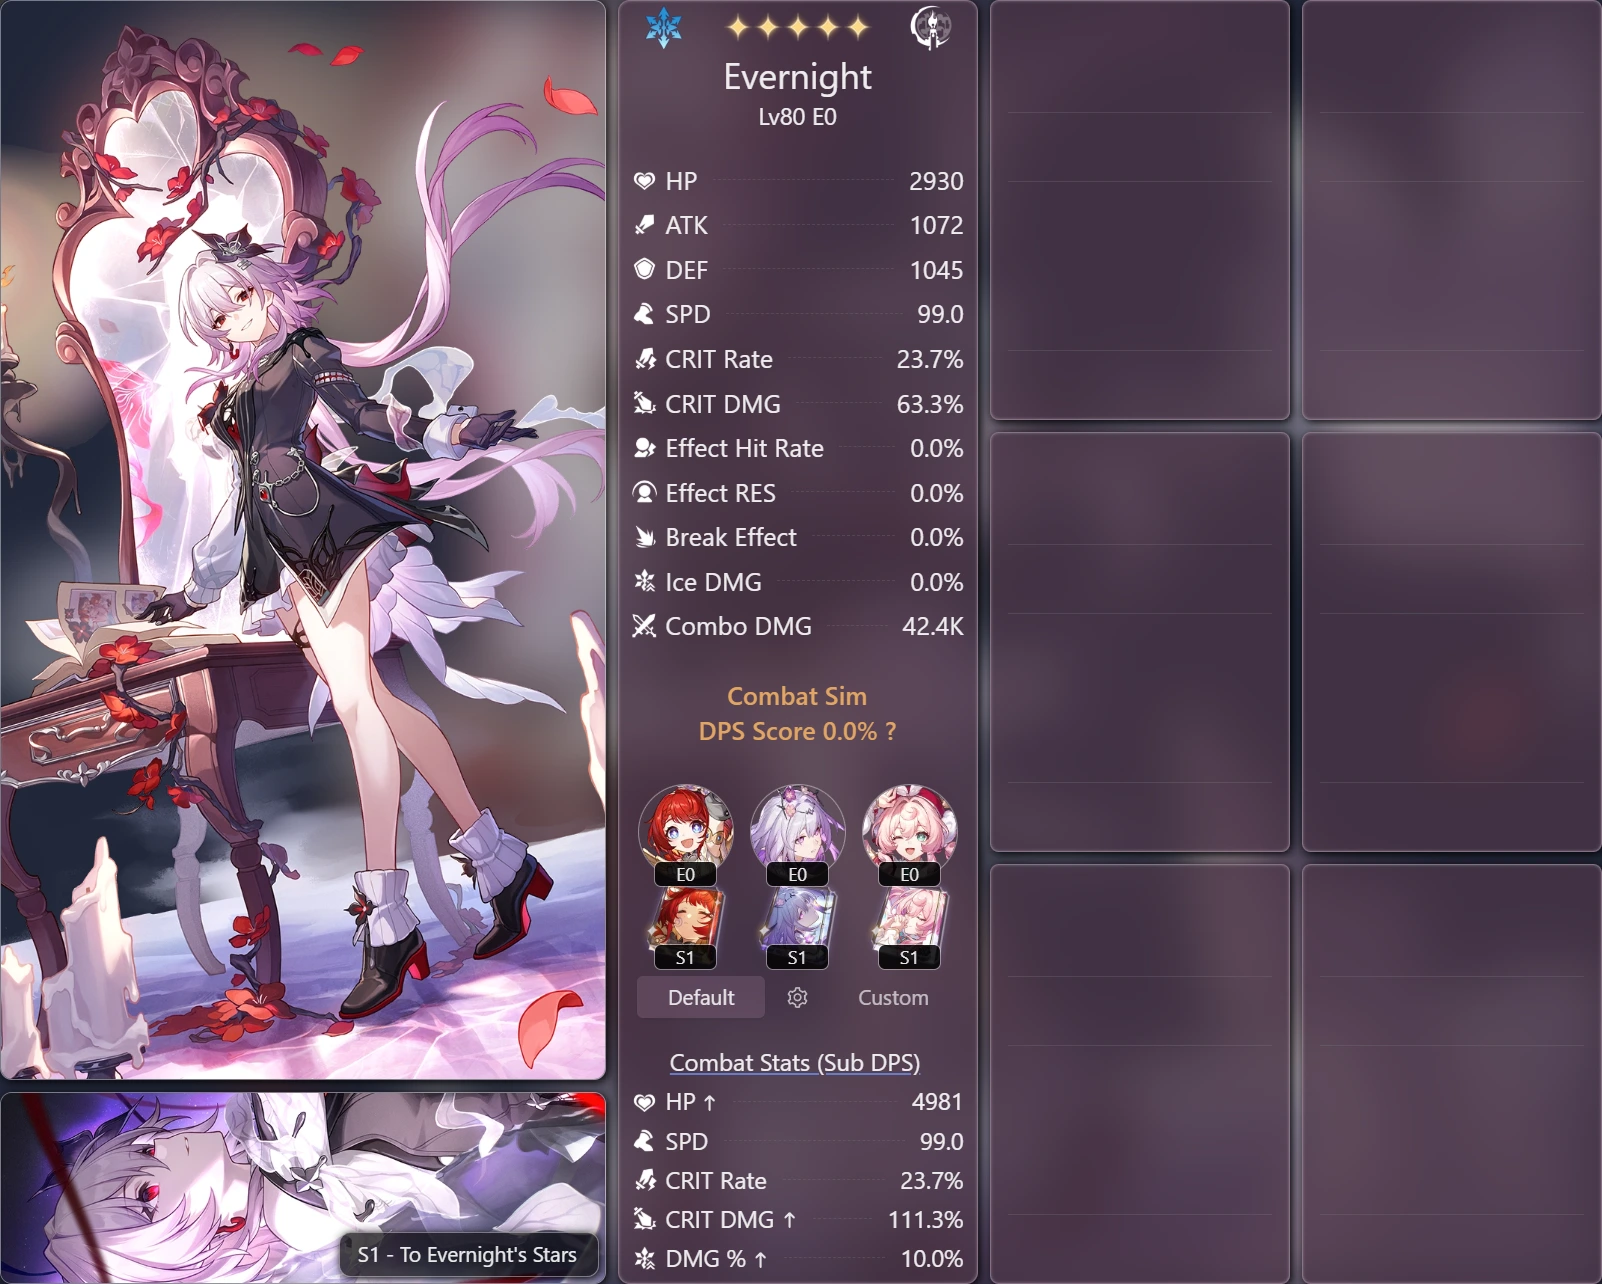 Evernight
Lv80 E0
HP 2930
ATK 1072
DEF 1045
SPD 99.0
CRIT Rate 23.7%
CRIT DMG 63.3%
Effect Hit Rate 0.0%
Effect RES 0.0%
Break Effect 0.0%
Ice DMG 0.0%
Combo DMG 42.4K
Combat Sim
DPS Score 0.0% ?
E0 E0 E0
S1 S1 S1
Default Custom
Combat Stats (Sub DPS)
HP ↑ 4981
SPD 99.0
CRIT Rate 23.7%
CRIT DMG ↑ 111.3%
DMG % ↑ 10.0%
S1 - To Evernight's Stars